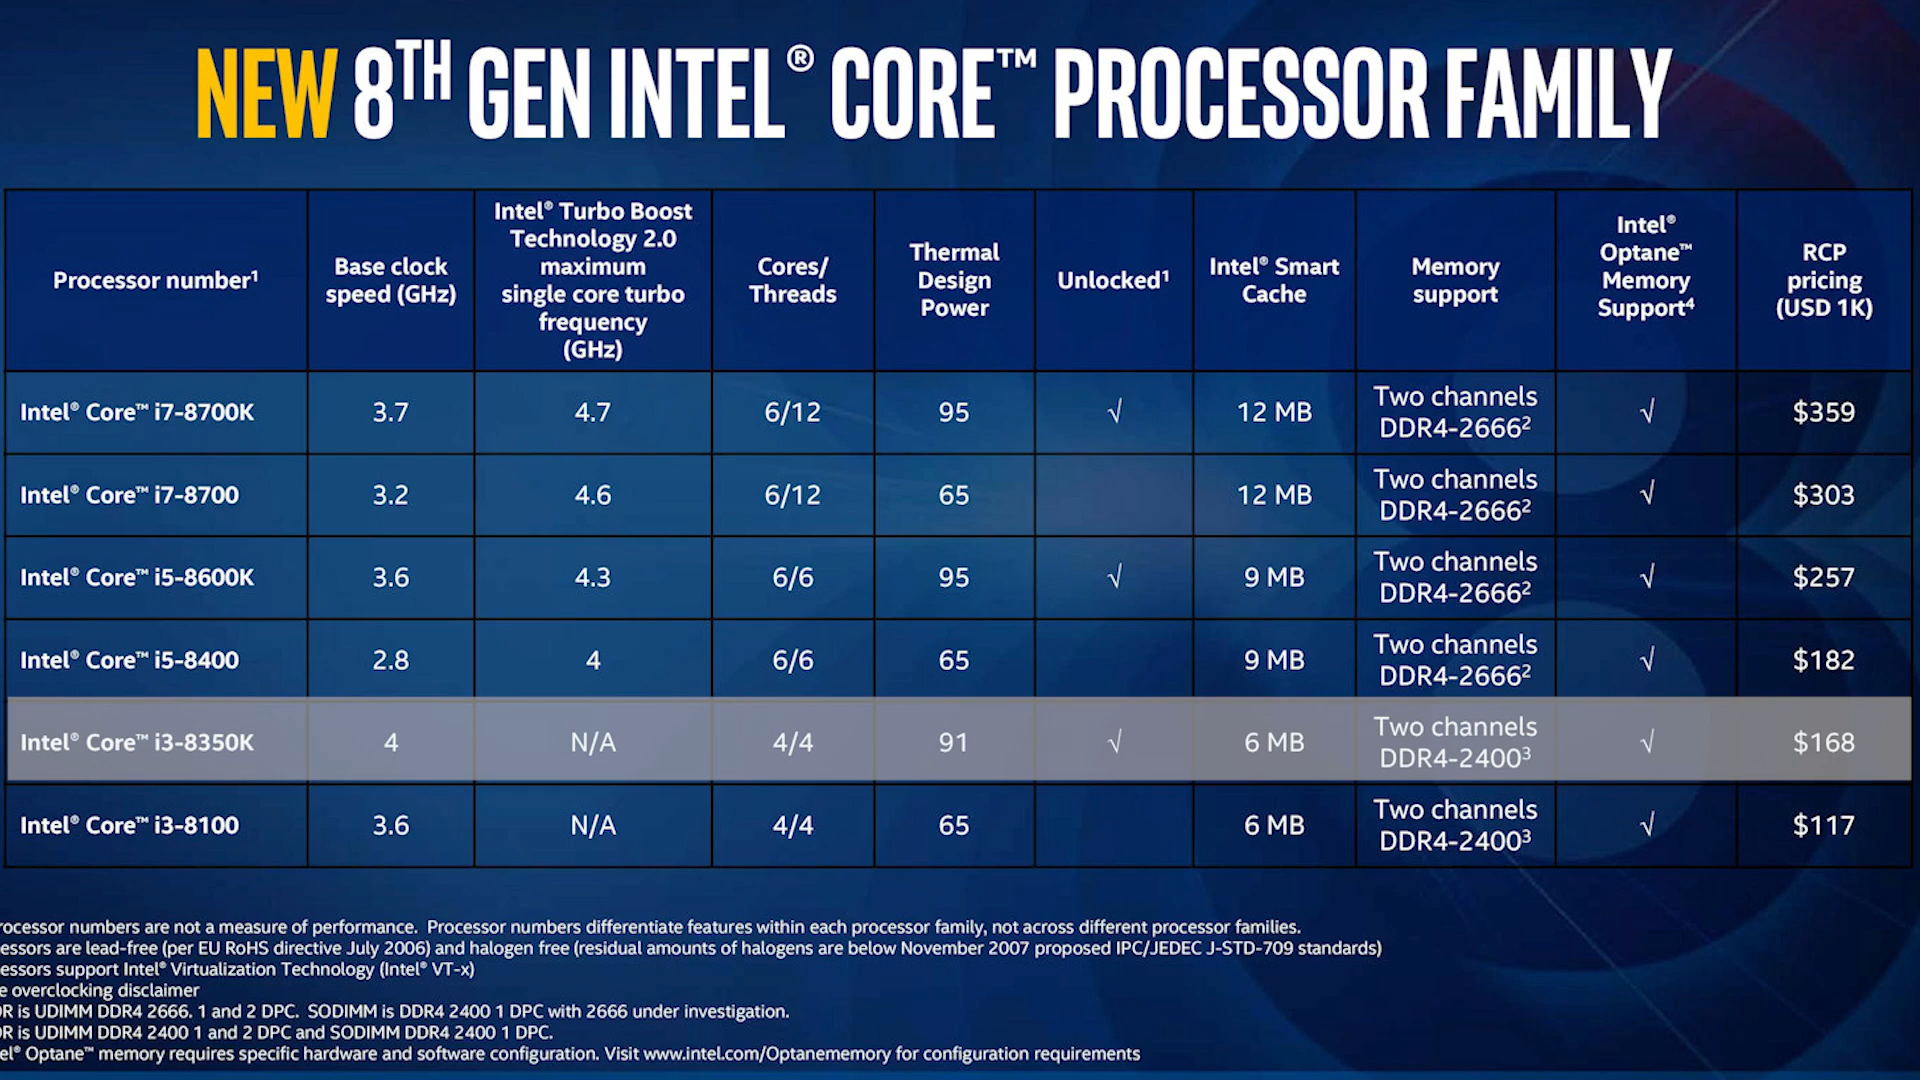 NEW 8TH GEN INTEL® CORE™ PROCESSOR FAMILY
Processor number¹
Base clock
speed (GHz)
Intel® Turbo Boost
Technology 2.0
maximum
single core turbo
frequency
(GHz)
Cores/
Threads
Thermal
Design
Power
Unlocked¹
Intel® Smart
Cache
Memory
support
Intel®
Optane™
Memory
Support⁴
RCP
pricing
(USD 1K)
Intel® Core™ i7-8700K 3.7 4.7 6/12 95 √ 12 MB Two channels DDR4-2666² √ $359
Intel® Core™ i7-8700 3.2 4.6 6/12 65 12 MB Two channels DDR4-2666² √ $303
Intel® Core™ i5-8600K 3.6 4.3 6/6 95 √ 9 MB Two channels DDR4-2666² √ $257
Intel® Core™ i5-8400 2.8 4 6/6 65 9 MB Two channels DDR4-2666² √ $182
Intel® Core™ i3-8350K 4 N/A 4/4 91 √ 6 MB Two channels DDR4-2400³ √ $168
Intel® Core™ i3-8100 3.6 N/A 4/4 65 6 MB Two channels DDR4-2400³ √ $117
rocessor numbers are not a measure of performance. Processor numbers differentiate features within each processor family, not across different processor families.
essors are lead-free (per EU RoHS directive July 2006) and halogen free (residual amounts of halogens are below November 2007 proposed IPC/JEDEC J-STD-709 standards)
essors support Intel® Virtualization Technology (Intel® VT-x)
e overclocking disclaimer
R is UDIMM DDR4 2666. 1 and 2 DPC. SODIMM is DDR4 2400 1 DPC with 2666 under investigation.
R is UDIMM DDR4 2400 1 and 2 DPC and SODIMM DDR4 2400 1 DPC.
el® Optane™ memory requires specific hardware and software configuration. Visit www.intel.com/Optanememory for configuration requirements